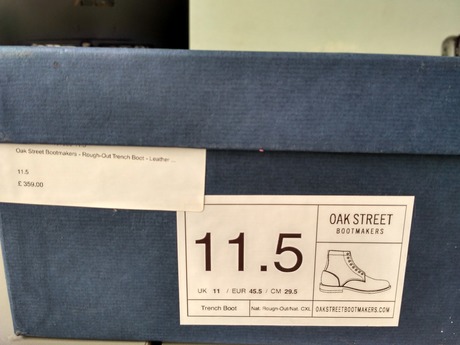 Oak Street Bootmakers - Rough-Out Trench Boot - Leather ...
11.5
£ 359.00
11.5
UK 11 / EUR 45.5 / CM 29.5
Trench Boot
Nat. Rough-Out/Nat. CXL
OAK STREET
BOOTMAKERS
OAKSTREETBOOTMAKERS.COM